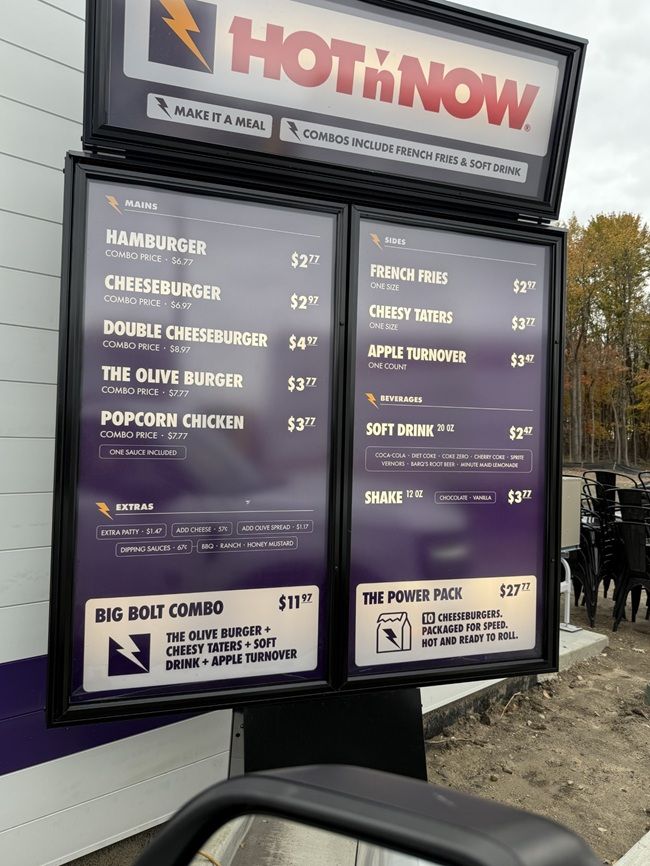 HOT'n'NOW®
MAKE IT A MEAL
COMBOS INCLUDE FRENCH FRIES & SOFT DRINK
MAINS
HAMBURGER $2.77
COMBO PRICE · $6.77
CHEESEBURGER $2.97
COMBO PRICE · $6.97
DOUBLE CHEESEBURGER $4.97
COMBO PRICE · $8.97
THE OLIVE BURGER $3.77
COMBO PRICE · $7.77
POPCORN CHICKEN $3.77
COMBO PRICE · $7.77
ONE SAUCE INCLUDED
EXTRAS
EXTRA PATTY · $1.47 ADD CHEESE · 57¢ ADD OLIVE SPREAD · $1.17
DIPPING SAUCES · 67¢ BBQ · RANCH · HONEY MUSTARD
BIG BOLT COMBO $11.97
THE OLIVE BURGER +
CHEESY TATERS + SOFT
DRINK + APPLE TURNOVER
SIDES
FRENCH FRIES $2.97
ONE SIZE
CHEESY TATERS $3.77
ONE SIZE
APPLE TURNOVER $3.47
ONE COUNT
BEVERAGES
SOFT DRINK 20 OZ $2.47
COCA-COLA · DIET COKE · COKE ZERO · CHERRY COKE · SPRITE
VERNORS · BARQ'S ROOT BEER · MINUTE MAID LEMONADE
SHAKE 12 OZ CHOCOLATE · VANILLA $3.77
THE POWER PACK $27.77
10 CHEESEBURGERS.
PACKAGED FOR SPEED.
HOT AND READY TO ROLL.